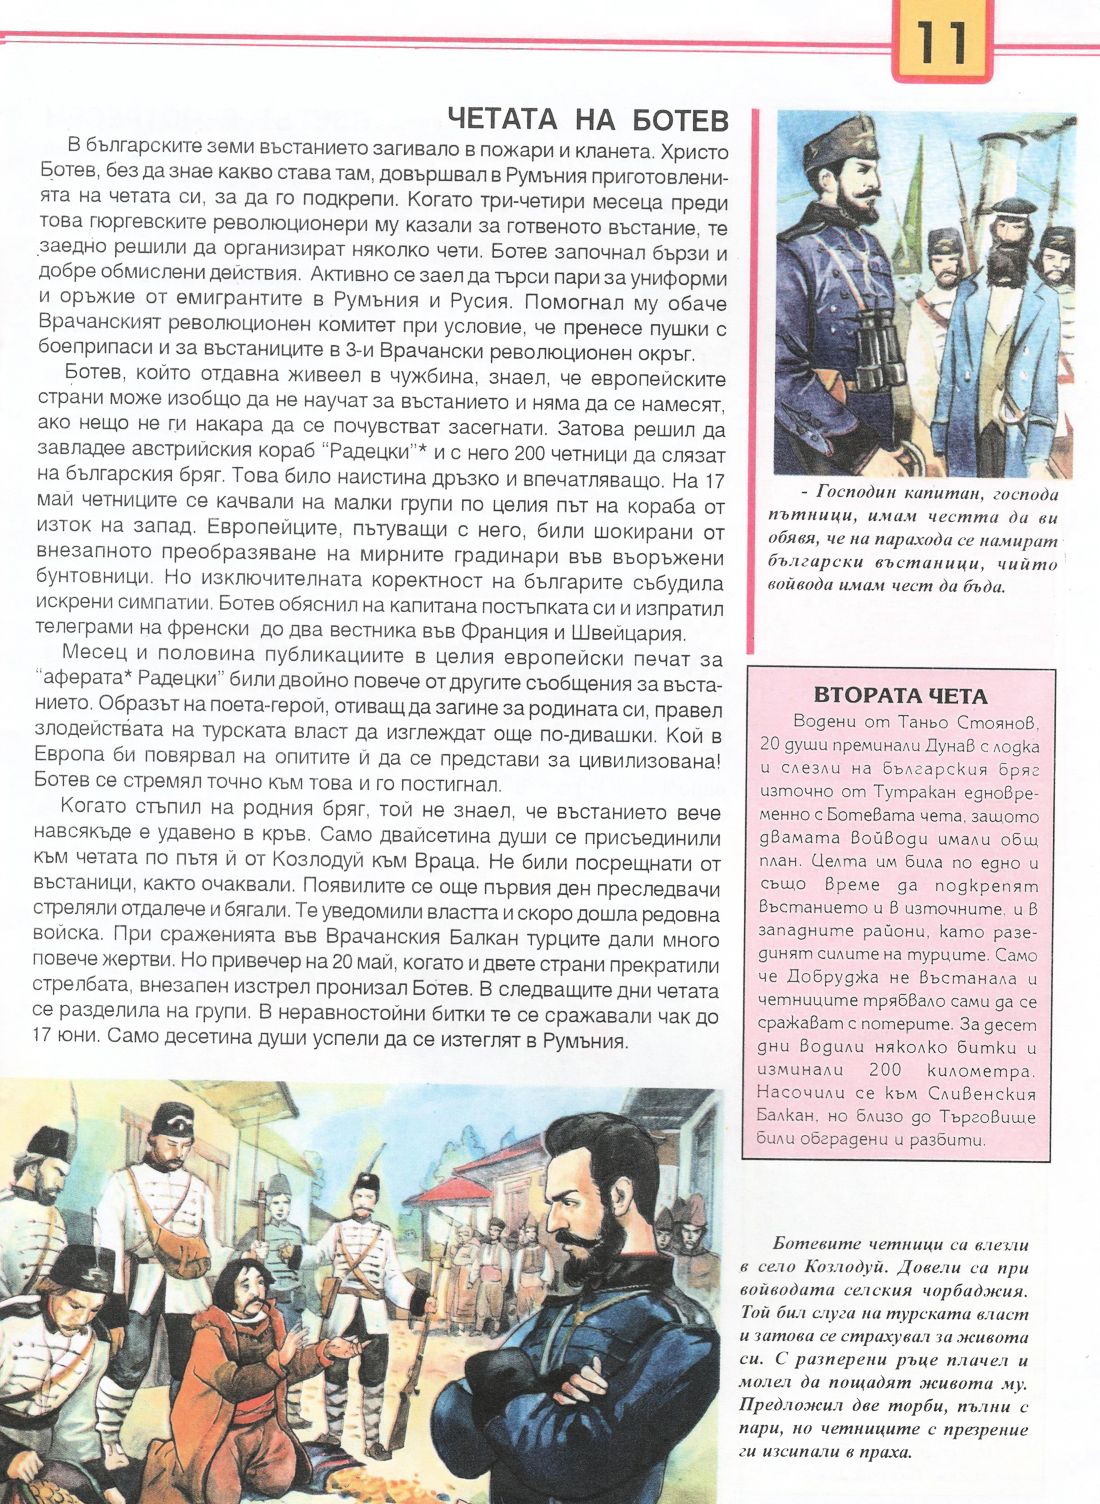 11
ЧЕТАТА НА БОТЕВ
В българските земи въстанието загивало в пожари и кланета. Христо
Ботев, без да знае какво става там, довършвал в Румъния приготовлени-
ята на четата си, за да го подкрепи. Когато три-четири месеца преди
това гюргевските революционери му казали за готвеното въстание, те
заедно решили да организират няколко чети. Ботев започнал бързи и
добре обмислени действия. Активно се заел да търси пари за униформи
и оръжие от емигрантите в Румъния и Русия. Помогнал му обаче
Врачанският революционен комитет при условие, че пренесе пушки с
боеприпаси и за въстаниците в 3-и Врачански революционен окръг.
Ботев, който отдавна живеел в чужбина, знаел, че европейските
страни може изобщо да не научат за въстанието и няма да се намесят,
ако нещо не ги накара да се почувстват засегнати. Затова решил да
завладее австрийския кораб “Радецки”* и с него 200 четници да слязат
на българския бряг. Това било наистина дръзко и впечатляващо. На 17
май четниците се качвали на малки групи по целия път на кораба от
изток на запад. Европейците, пътуващи с него, били шокирани от
внезапното преобразяване на мирните градинари във въоръжени
бунтовници. Но изключителната коректност на българите събудила
искрени симпатии. Ботев обяснил на капитана постъпката си и изпратил
телеграми на френски до два вестника във Франция и Швейцария.
Месец и половина публикациите в целия европейски печат за
“аферата* Радецки” били двойно повече от другите съобщения за въста-
нието. Образът на поета-герой, отиващ да загине за родината си, правел
злодействата на турската власт да изглеждат още по-дивашки. Кой в
Европа би повярвал на опитите ѝ да се представи за цивилизована!
Ботев се стремял точно към това и го постигнал.
Когато стъпил на родния бряг, той не знаел, че въстанието вече
навсякъде е удавено в кръв. Само двайсетина души се присъединили
към четата по пътя ѝ от Козлодуй към Враца. Не били посрещнати от
въстаници, както очаквали. Появилите се още първия ден преследвачи
стреляли отдалече и бягали. Те уведомили властта и скоро дошла редовна
войска. При сраженията във Врачанския Балкан турците дали много
повече жертви. Но привечер на 20 май, когато и двете страни прекратили
стрелбата, внезапен изстрел пронизал Ботев. В следващите дни четата
се разделила на групи. В неравностойни битки те се сражавали чак до
17 юни. Само десетина души успели да се изтеглят в Румъния.
- Господин капитан, господа
пътници, имам честта да ви
обявя, че на парахода се намират
български въстаници, чийто
войвода имам чест да бъда.
ВТОРАТА ЧЕТА
Водени от Таньо Стоянов,
20 души преминали Дунав с лодка
и слезли на българския бряг
източно от Тутракан едновре-
менно с Ботевата чета, защото
двамата войводи имали общ
план. Целта им била по едно и
също време да подкрепят
въстанието и в източните, и в
западните райони, като разе-
динят силите на турците. Само
че Добруджа не въстанала и
четниците трябвало сами да се
сражават с потерите. За десет
дни водили няколко битки и
изминали 200 километра.
Насочили се към Сливенския
Балкан, но близо до Търговище
били обградени и разбити.
Ботевите четници са влезли
в село Козлодуй. Довели са при
войводата селския чорбаджия.
Той бил слуга на турската власт
и затова се страхувал за живота
си. С разперени ръце плачел и
молел да пощадят живота му.
Предложил две торби, пълни с
пари, но четниците с презрение
ги изсипали в праха.